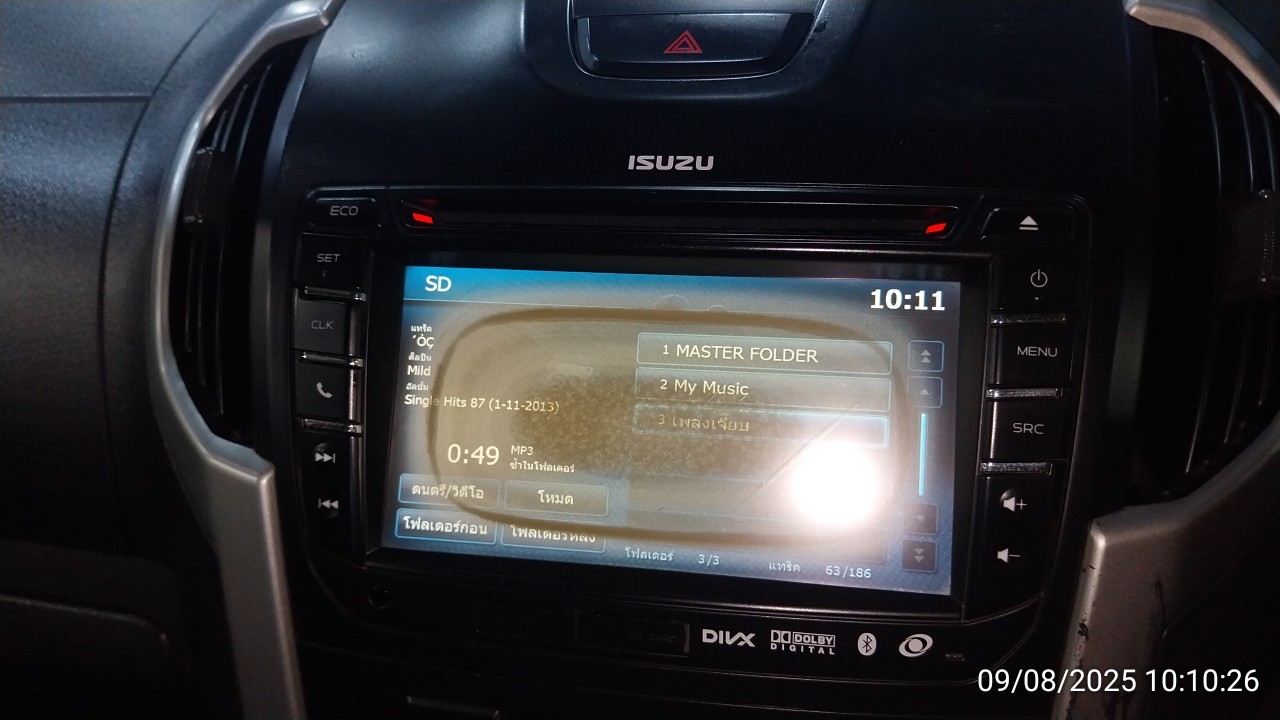 ISUZU
ECO
SET
CLK
SD
10:11
แทร็ค
´òç
ศิลปิน
Mild
อัลบั้ม
Single Hits 87 (1-11-2013)
0:49
MP3
ซ้ำในโฟลเดอร์
ดนตรี/วิดีโอ
โหมด
โฟลเดอร์ก่อน
โฟลเดอร์หลัง
1 MASTER FOLDER
2 My Music
3 เพลงเจี๊ยบ
โฟลเดอร์ 3/3 แทร็ค 63/186
MENU
SRC
SD CARD
DIVX
DOLBY
DIGITAL
09/08/2025 10:10:26